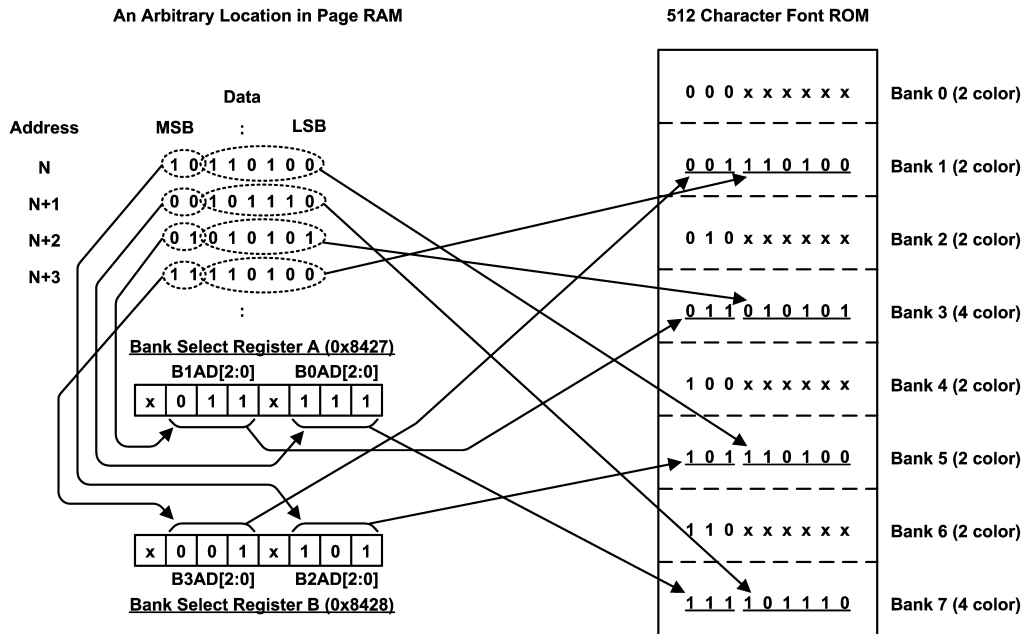 An Arbitrary Location in Page RAM
512 Character Font ROM
Data
Address MSB : LSB
N 1 0 1 1 0 1 0 0
N+1 0 0 1 0 1 1 1 0
N+2 0 1 0 1 0 1 0 1
N+3 1 1 1 1 0 1 0 0
:
Bank Select Register A (0x8427)
B1AD[2:0] B0AD[2:0]
x 0 1 1 x 1 1 1
x 0 0 1 x 1 0 1
B3AD[2:0] B2AD[2:0]
Bank Select Register B (0x8428)
0 0 0 x x x x x x Bank 0 (2 color)
0 0 1 1 1 0 1 0 0 Bank 1 (2 color)
0 1 0 x x x x x x Bank 2 (2 color)
0 1 1 0 1 0 1 0 1 Bank 3 (4 color)
1 0 0 x x x x x x Bank 4 (2 color)
1 0 1 1 1 0 1 0 0 Bank 5 (2 color)
1 1 0 x x x x x x Bank 6 (2 color)
1 1 1 1 0 1 1 1 0 Bank 7 (4 color)